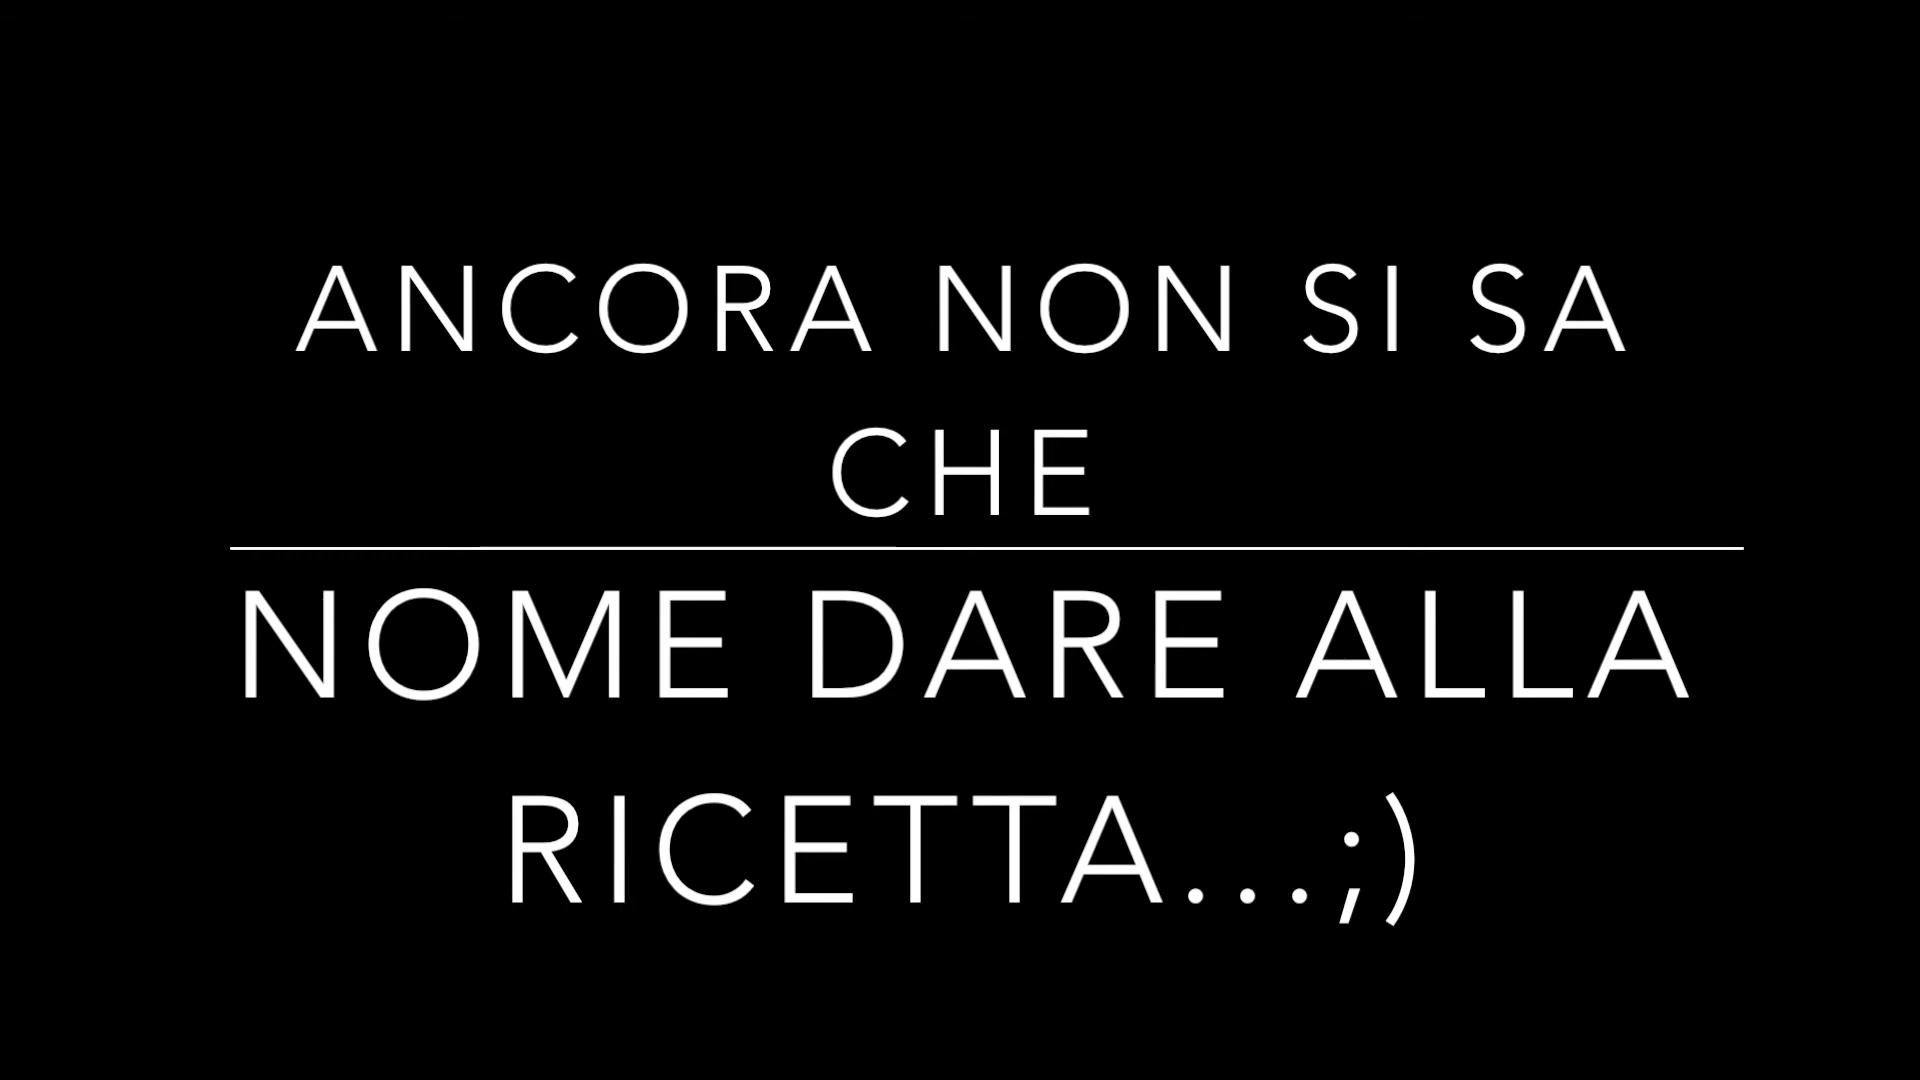 ANCORA NON SI SA
CHE
NOME DARE ALLA
RICETTA...;)